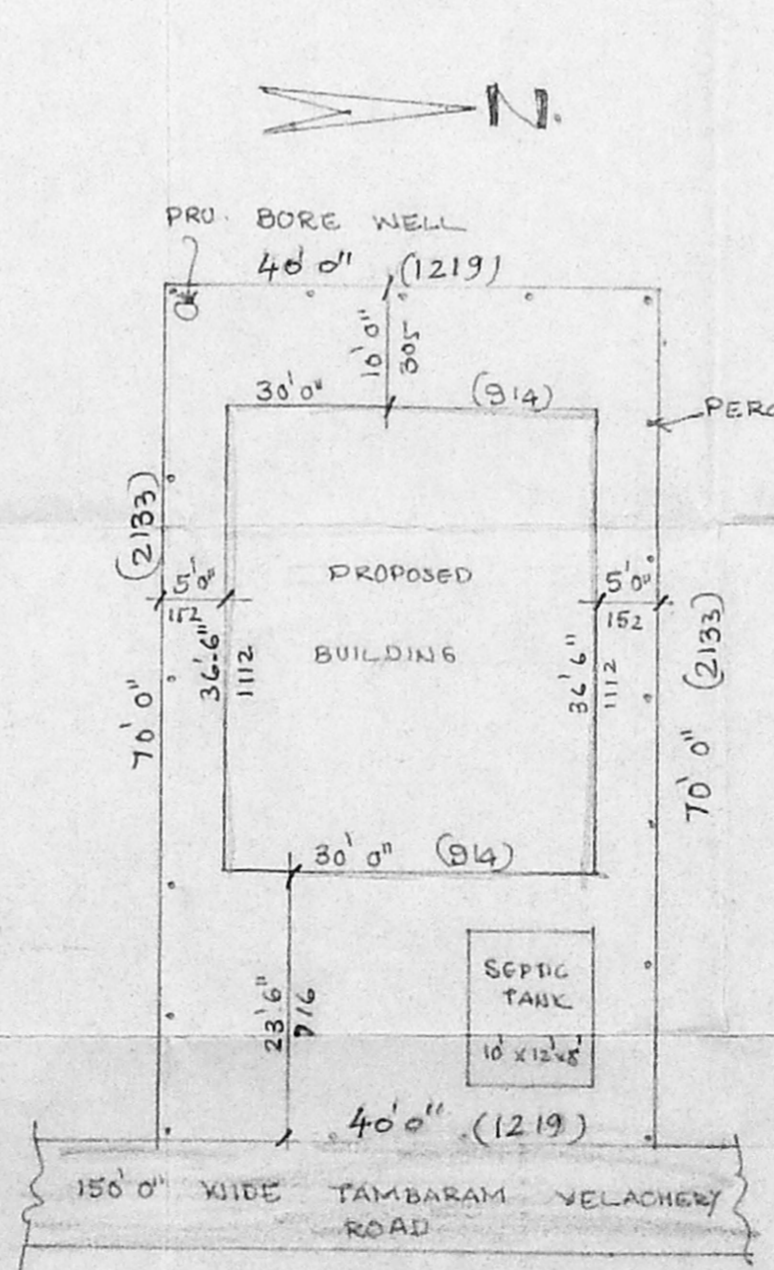 N.
PRO. BORE WELL
40' 0" (1219)
10' 0"
305
30' 0" (914)
PERC
(2133)
70' 0"
5' 0"
152
36'-6"
1112
PROPOSED
BUILDING
36' 6"
1112
5' 0"
152
70' 0" (2133)
30' 0" (914)
23' 6"
716
SEPTIC
TANK
10' x 12' x 8'
40' 0" (1219)
150' 0" WIDE TAMBARAM VELACHERY
ROAD